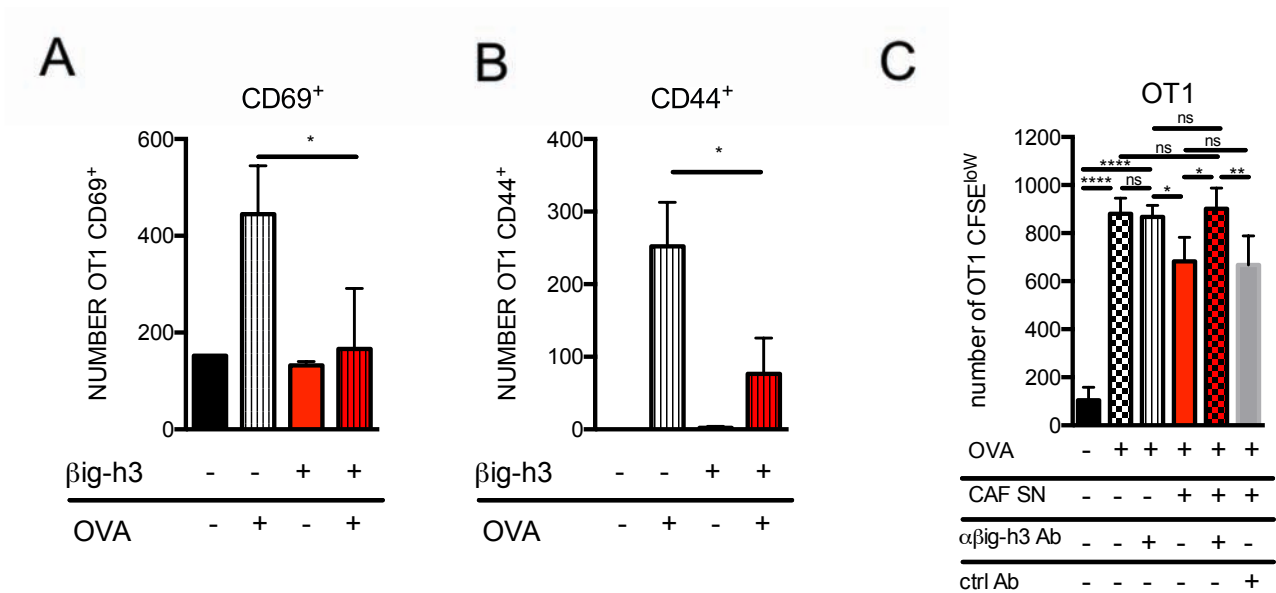 A
CD69+
NUMBER OT1 CD69+
600
400
200
0
*
βig-h3 - - + +
OVA - + - +
B
CD44+
NUMBER OT1 CD44+
400
300
200
100
0
*
βig-h3 - - + +
OVA - + - +
C
OT1
number of OT1 CFSElow
1200
1000
800
600
400
200
0
ns
ns
ns
****
**** ns * * **
OVA - + + + + +
CAF SN - - - + + +
αβig-h3 Ab - - + - + -
ctrl Ab - - - - - +